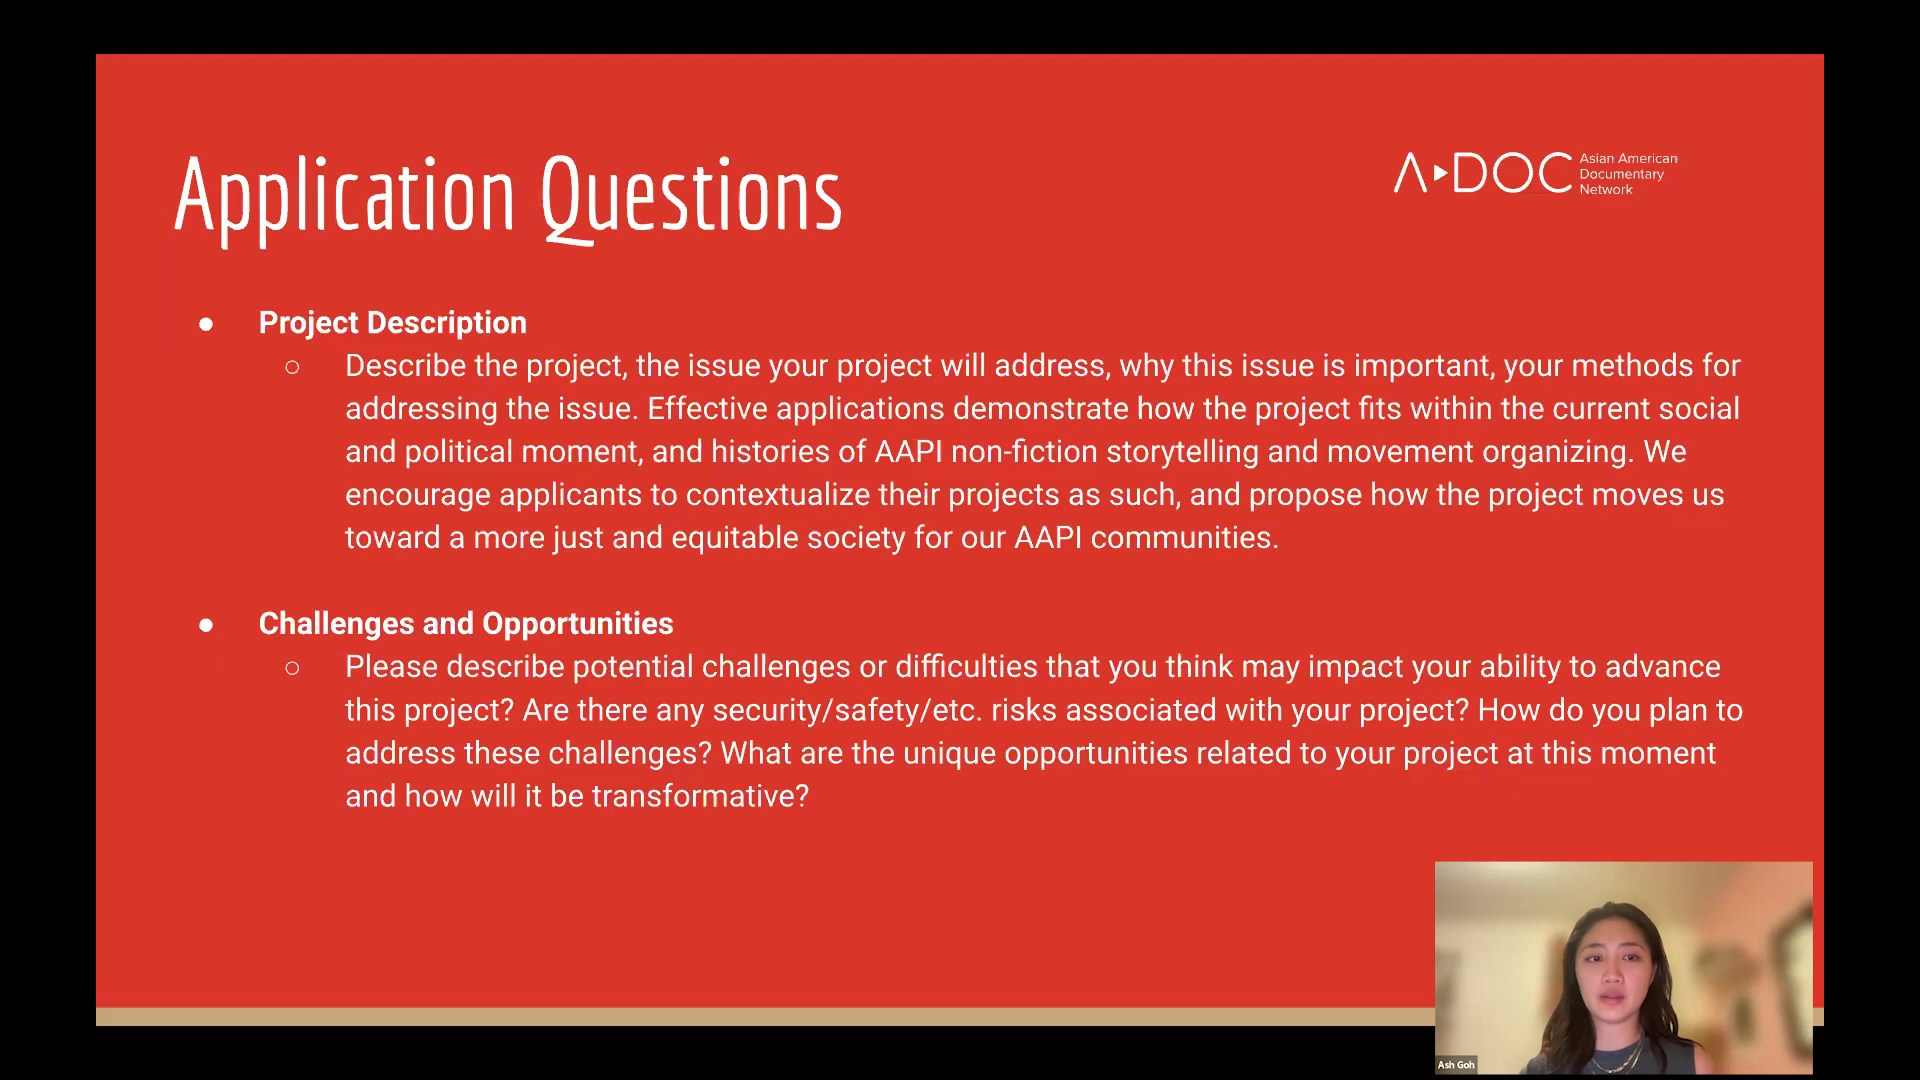 Application Questions
A▶DOC Asian American
Documentary
Network
● Project Description
○ Describe the project, the issue your project will address, why this issue is important, your methods for
addressing the issue. Effective applications demonstrate how the project fits within the current social
and political moment, and histories of AAPI non-fiction storytelling and movement organizing. We
encourage applicants to contextualize their projects as such, and propose how the project moves us
toward a more just and equitable society for our AAPI communities.
● Challenges and Opportunities
○ Please describe potential challenges or difficulties that you think may impact your ability to advance
this project? Are there any security/safety/etc. risks associated with your project? How do you plan to
address these challenges? What are the unique opportunities related to your project at this moment
and how will it be transformative?
Ash Goh